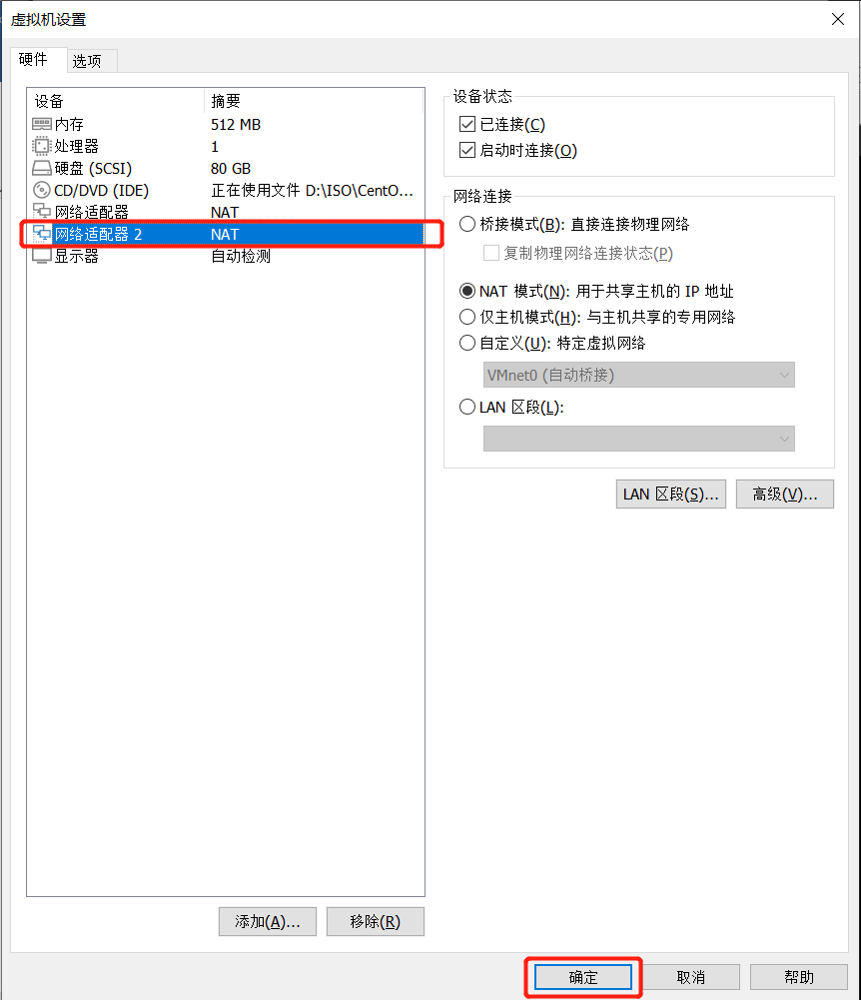 虚拟机设置
硬件 选项
设备 摘要
内存 512 MB
处理器 1
硬盘 (SCSI) 80 GB
CD/DVD (IDE) 正在使用文件 D:\ISO\CentO...
网络适配器 NAT
网络适配器 2 NAT
显示器 自动检测
添加(A)... 移除(R)
设备状态
已连接(C)
启动时连接(O)
网络连接
桥接模式(B): 直接连接物理网络
复制物理网络连接状态(P)
NAT 模式(N): 用于共享主机的 IP 地址
仅主机模式(H): 与主机共享的专用网络
自定义(U): 特定虚拟网络
VMnet0 (自动桥接)
LAN 区段(L):
LAN 区段(S)... 高级(V)...
确定 取消 帮助